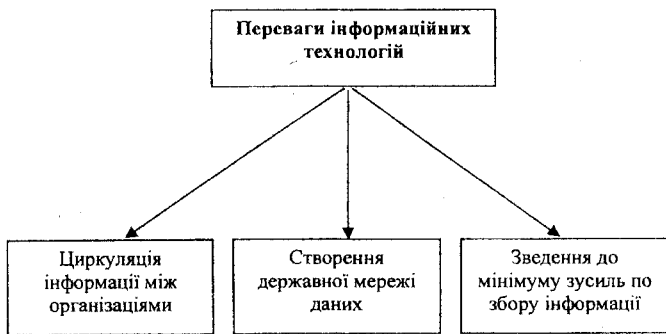 Переваги інформаційних
технологій
Циркуляція
інформації між
організаціями
Створення
державної мережі
даних
Зведення до
мінімуму зусиль по
збору інформації